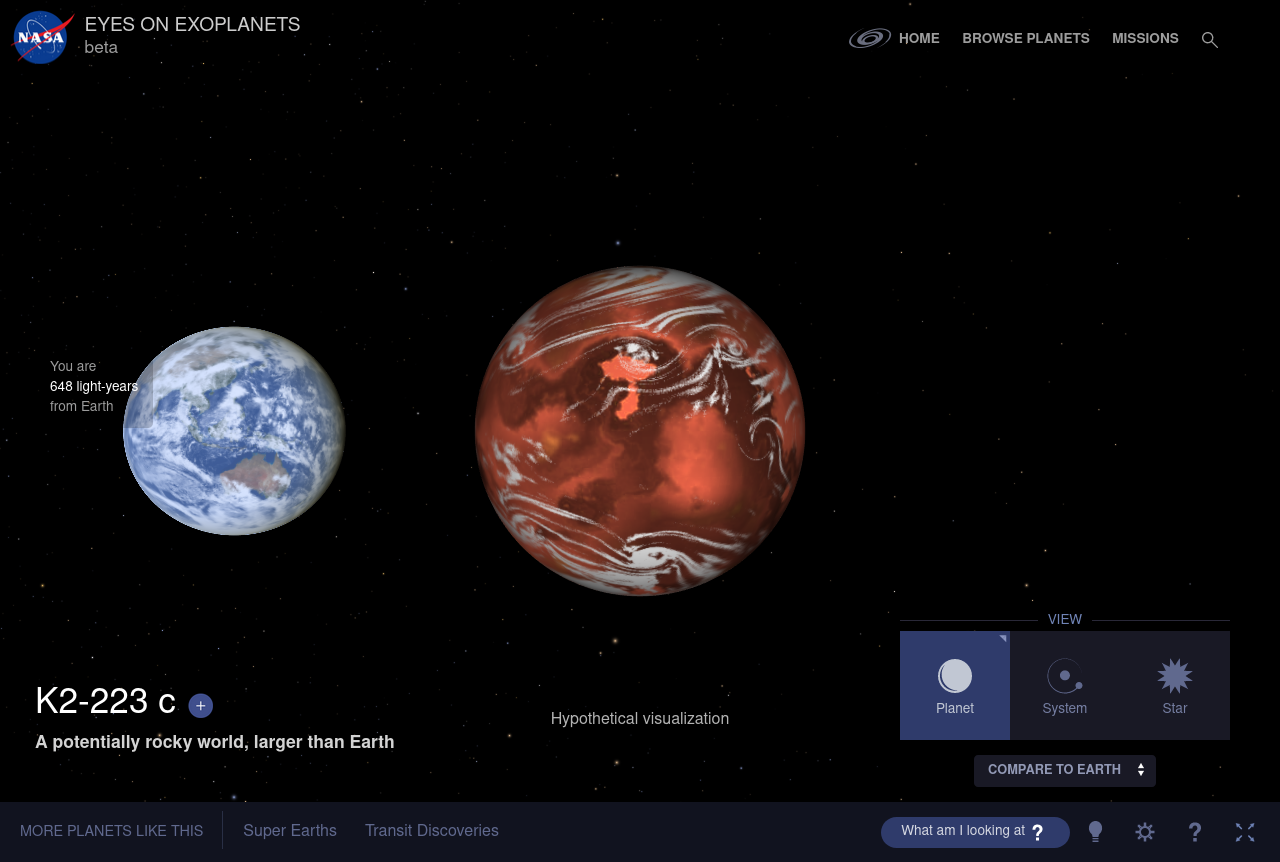 NASA
EYES ON EXOPLANETS
beta
HOME
BROWSE PLANETS
MISSIONS
You are
648 light-years
from Earth
VIEW
Planet
System
Star
K2-223 c +
A potentially rocky world, larger than Earth
Hypothetical visualization
COMPARE TO EARTH
MORE PLANETS LIKE THIS
Super Earths
Transit Discoveries
What am I looking at ?
?